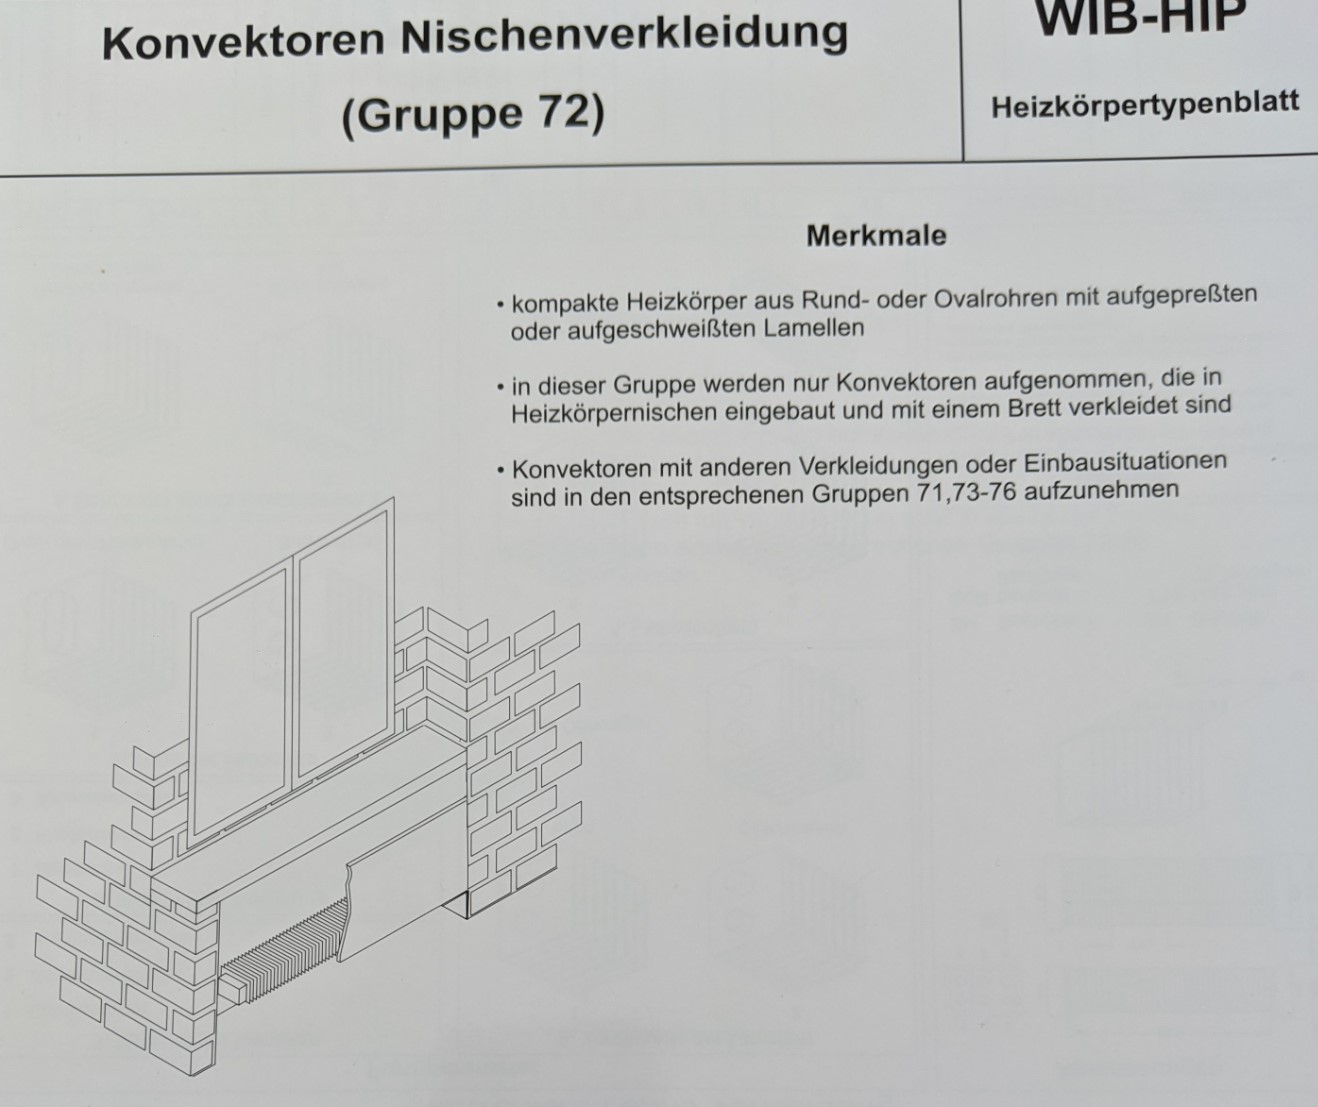 Konvektoren Nischenverkleidung
(Gruppe 72)
WIB-HIP
Heizkörpertypenblatt
Merkmale
• kompakte Heizkörper aus Rund- oder Ovalrohren mit aufgepreßten
oder aufgeschweißten Lamellen
• in dieser Gruppe werden nur Konvektoren aufgenommen, die in
Heizkörpernischen eingebaut und mit einem Brett verkleidet sind
• Konvektoren mit anderen Verkleidungen oder Einbausituationen
sind in den entsprechenen Gruppen 71,73-76 aufzunehmen